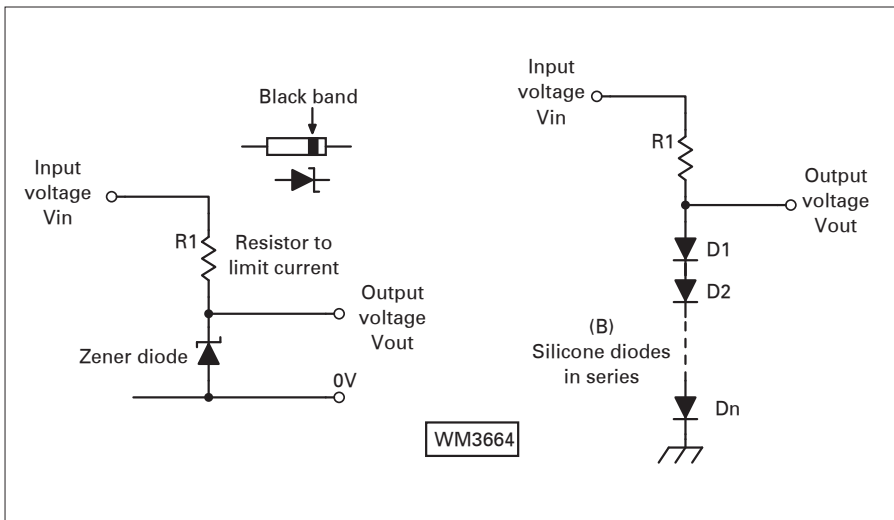 Black band
Input
voltage
Vin
R1
Resistor to
limit current
Output
voltage
Vout
Zener diode
0V
WM3664
Input
voltage
Vin
R1
Output
voltage
Vout
D1
D2
(B)
Silicone diodes
in series
Dn